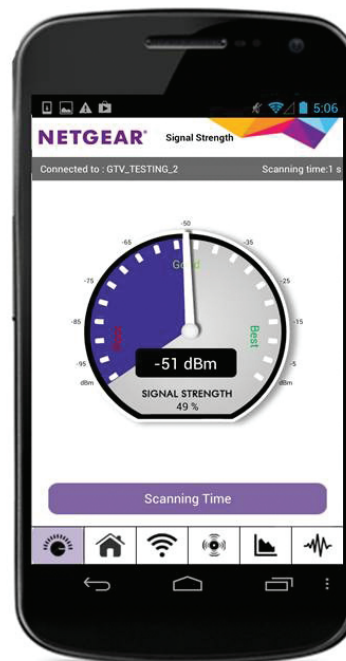 5:06
NETGEAR® Signal Strength
Connected to : GTV_TESTING_2 Scanning time:1 s
-50
-65 -35
Good
-75 -25
-85 -15
Best
-95 -5
dBm dBm
-51 dBm
SIGNAL STRENGTH
49 %
Scanning Time